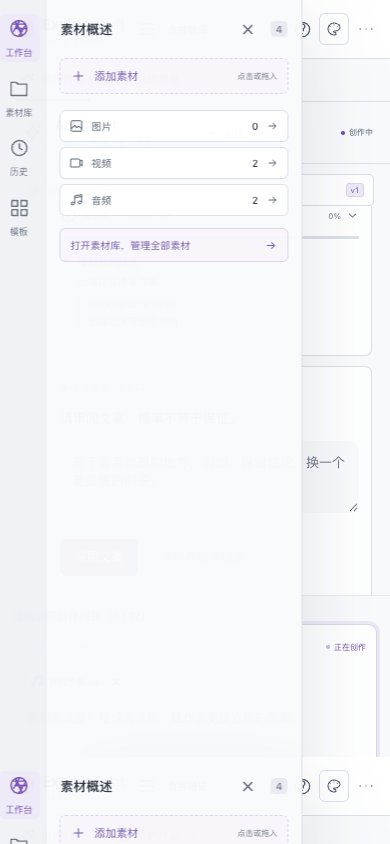 素材概述
4
工作台
添加素材
点击或拖入
素材库
图片
0
创作中
视频
2
历史
音频
2
v1
0%
模板
打开素材库，管理全部素材
换一个
正在创作
素材概述
4
工作台
添加素材
点击或拖入